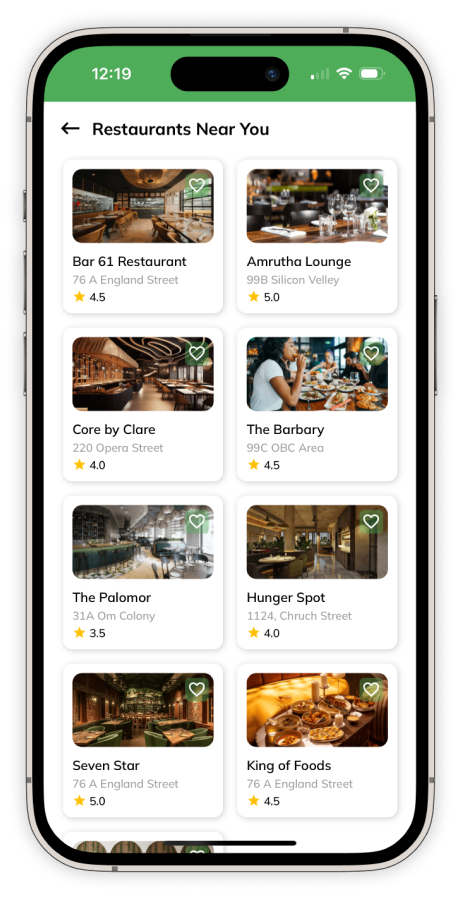 12:19
Restaurants Near You
Bar 61 Restaurant
76 A England Street
4.5
Amrutha Lounge
99B Silicon Velley
5.0
Core by Clare
220 Opera Street
4.0
The Barbary
99C OBC Area
4.5
The Palomor
31A Om Colony
3.5
Hunger Spot
1124, Chruch Street
4.0
Seven Star
76 A England Street
5.0
King of Foods
76 A England Street
4.5